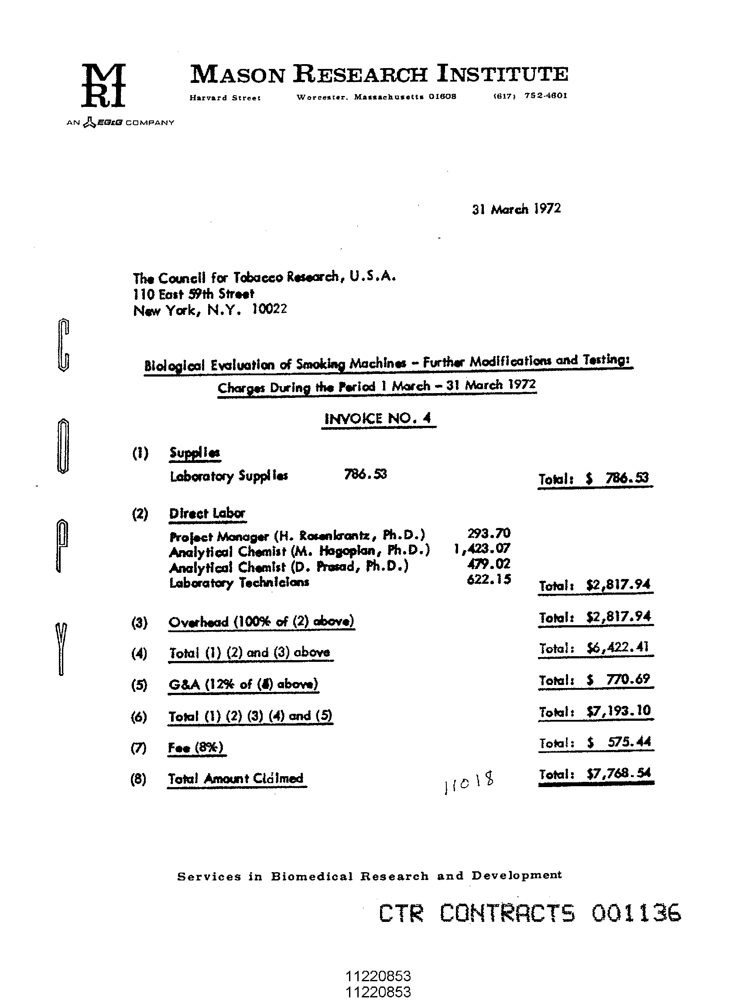 MRI
MASON RESEARCH INSTITUTE
Harvard Street Worcester, Massachusetts 01608 (617) 752-4601
AN EG&G COMPANY
31 March 1972
The Council for Tobacco Research, U.S.A.
110 East 59th Street
New York, N.Y. 10022
Biological Evaluation of Smoking Machines - Further Modifications and Testing:
Charges During the Period 1 March - 31 March 1972
INVOICE NO. 4
COPY
(1) Supplies
Laboratory Supplies 786.53 Total: $ 786.53
(2) Direct Labor
Project Manager (H. Rosenkrantz, Ph.D.) 293.70
Analytical Chemist (M. Hagopian, Ph.D.) 1,423.07
Analytical Chemist (D. Prasad, Ph.D.) 479.02
Laboratory Technicians 622.15 Total: $2,817.94
(3) Overhead (100% of (2) above) Total: $2,817.94
(4) Total (1) (2) and (3) above Total: $6,422.41
(5) G&A (12% of (4) above) Total: $ 770.69
(6) Total (1) (2) (3) (4) and (5) Total: $7,193.10
(7) Fee (8%) Total: $ 575.44
(8) Total Amount Claimed 11018 Total: $7,768.54
Services in Biomedical Research and Development
CTR CONTRACTS 001136
11220853
11220853